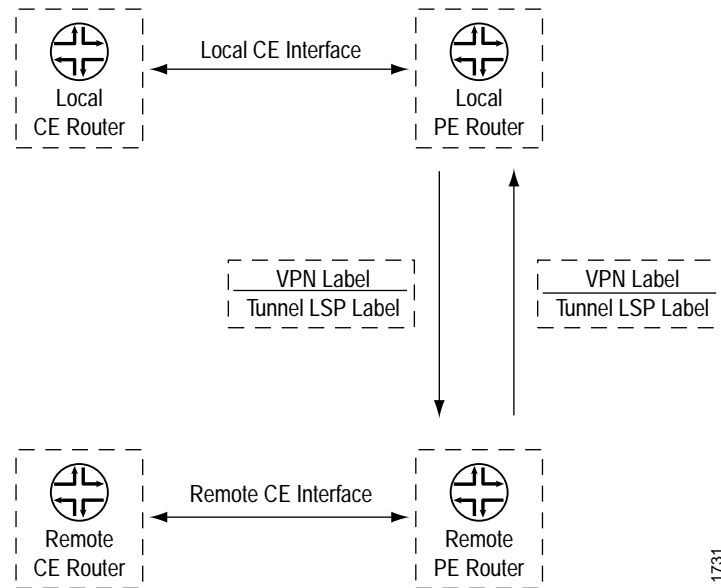 Local CE Interface
Local
CE Router
Local
PE Router
VPN Label
Tunnel LSP Label
VPN Label
Tunnel LSP Label
Remote CE Interface
Remote
CE Router
Remote
PE Router
1731